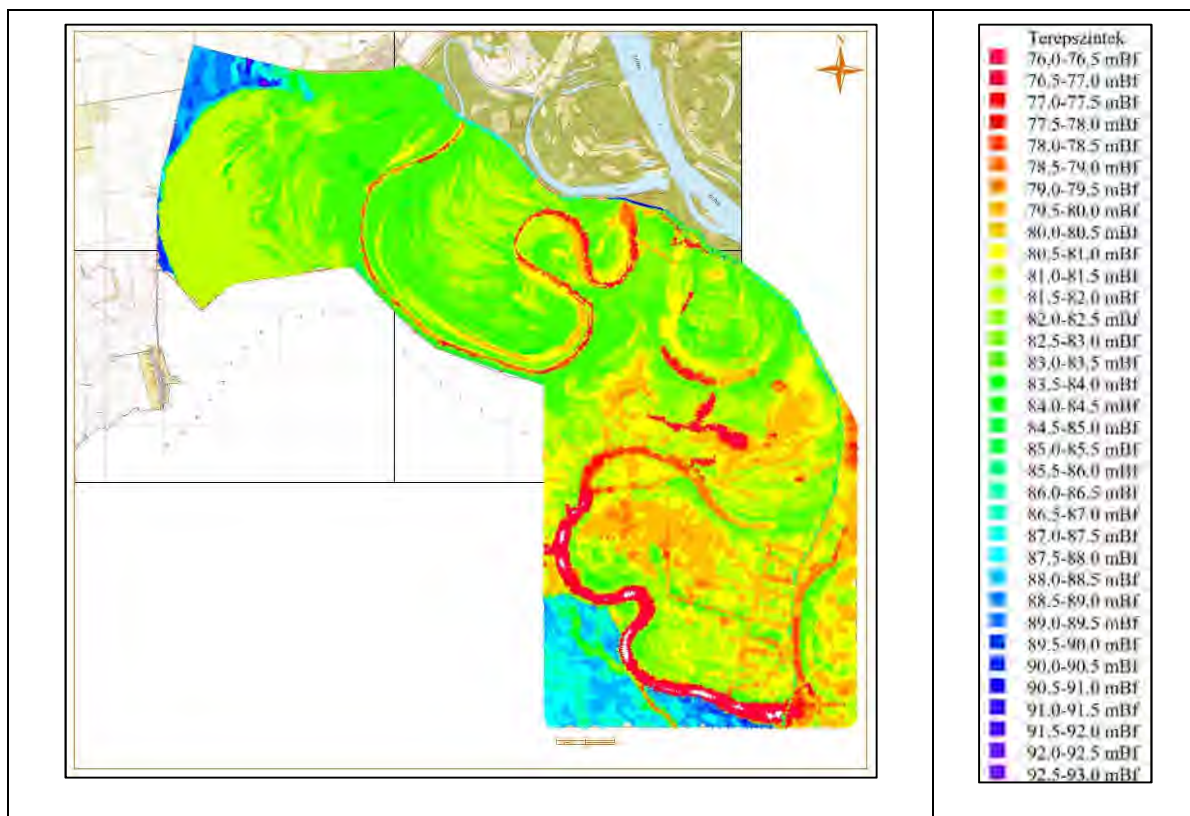 N
Terepszintek
76.0-76.5 mBf
76.5-77.0 mBf
77.0-77.5 mBf
77.5-78.0 mBf
78.0-78.5 mBf
78.5-79.0 mBf
79.0-79.5 mBf
79.5-80.0 mBf
80.0-80.5 mBf
80.5-81.0 mBf
81.0-81.5 mBf
81.5-82.0 mBf
82.0-82.5 mBf
82.5-83.0 mBf
83.0-83.5 mBf
83.5-84.0 mBf
84.0-84.5 mBf
84.5-85.0 mBf
85.0-85.5 mBf
85.5-86.0 mBf
86.0-86.5 mBf
86.5-87.0 mBf
87.0-87.5 mBf
87.5-88.0 mBf
88.0-88.5 mBf
88.5-89.0 mBf
89.0-89.5 mBf
89.5-90.0 mBf
90.0-90.5 mBf
90.5-91.0 mBf
91.0-91.5 mBf
91.5-92.0 mBf
92.0-92.5 mBf
92.5-93.0 mBf